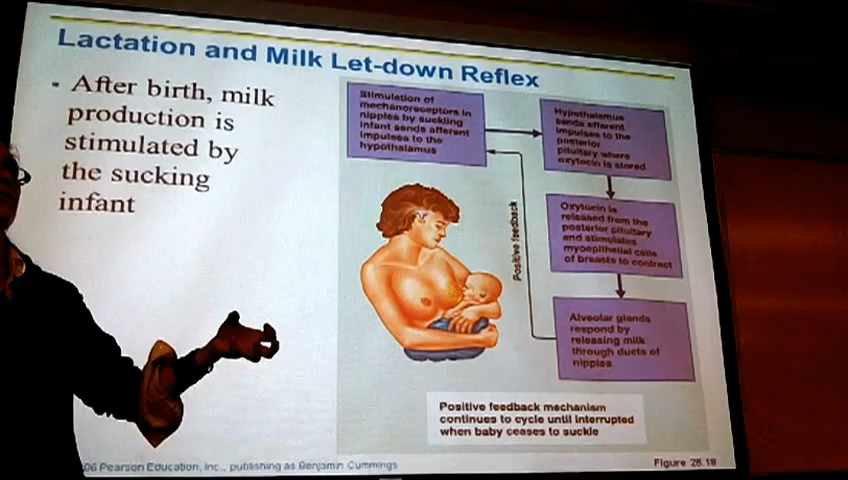 Lactation and Milk Let-down Reflex
- After birth, milk
production is
stimulated by
the sucking
infant
Stimulation of
mechanoreceptors in
nipples by suckling
infant sends afferent
impulses to the
hypothalamus
Hypothalamus
sends efferent
impulses to the
posterior
pituitary where
oxytocin is stored
Oxytocin is
released from the
posterior pituitary
and stimulates
myoepithelial cells
of breasts to contract
Positive feedback
Alveolar glands
respond by
releasing milk
through ducts of
nipples
Positive feedback mechanism
continues to cycle until interrupted
when baby ceases to suckle
06 Pearson Education, Inc., publishing as Benjamin Cummings
Figure 28.18